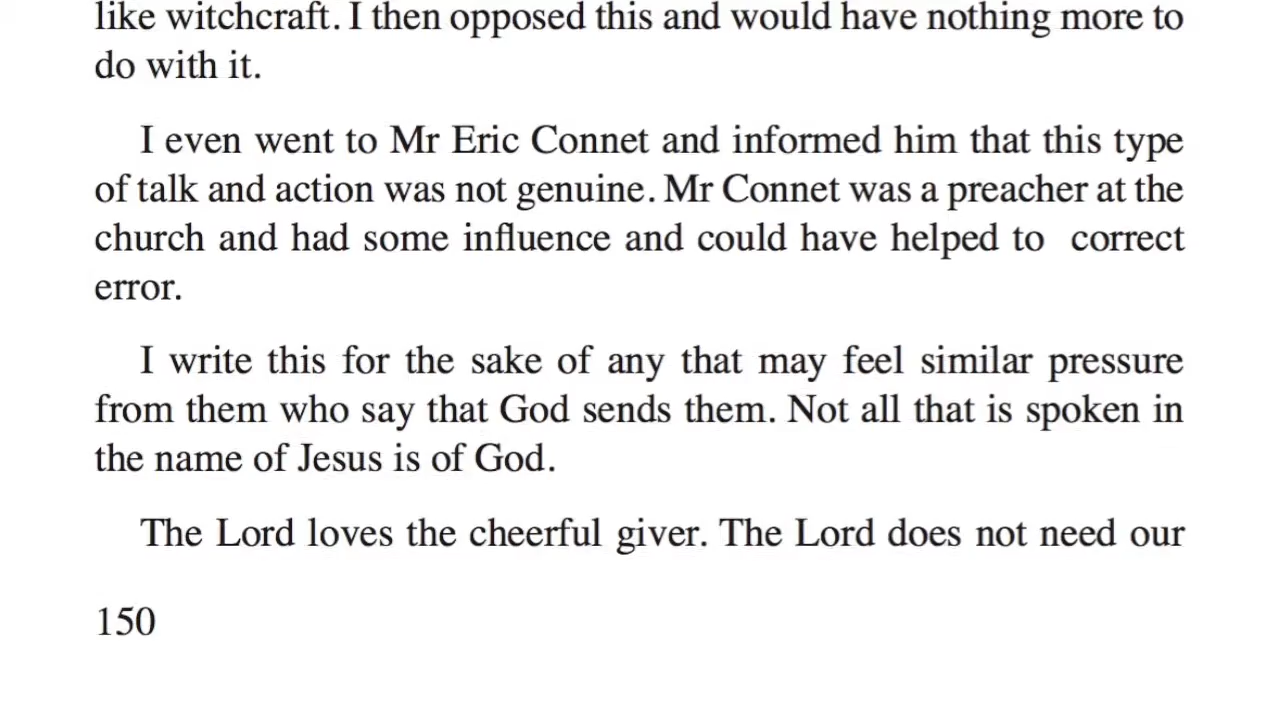 like witchcraft. I then opposed this and would have nothing more to
do with it.
I even went to Mr Eric Connet and informed him that this type
of talk and action was not genuine. Mr Connet was a preacher at the
church and had some influence and could have helped to correct
error.
I write this for the sake of any that may feel similar pressure
from them who say that God sends them. Not all that is spoken in
the name of Jesus is of God.
The Lord loves the cheerful giver. The Lord does not need our
150